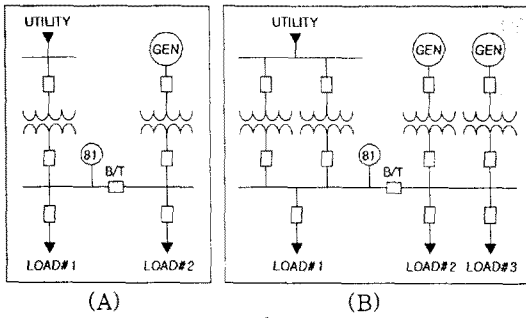 UTILITY
GEN
81
B/T
LOAD#1
LOAD#2
(A)
UTILITY
GEN
GEN
81
B/T
LOAD#1
LOAD#2
LOAD#3
(B)